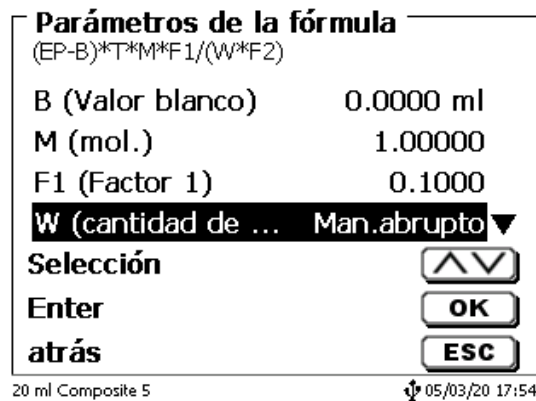 Parámetros de la fórmula
(EP-B)*T*M*F1/(W*F2)
B (Valor blanco) 0.0000 ml
M (mol.) 1.00000
F1 (Factor 1) 0.1000
W (cantidad de ... Man.abrupto
Selección
Enter OK
atrás ESC
20 ml Composite 5 05/03/20 17:54